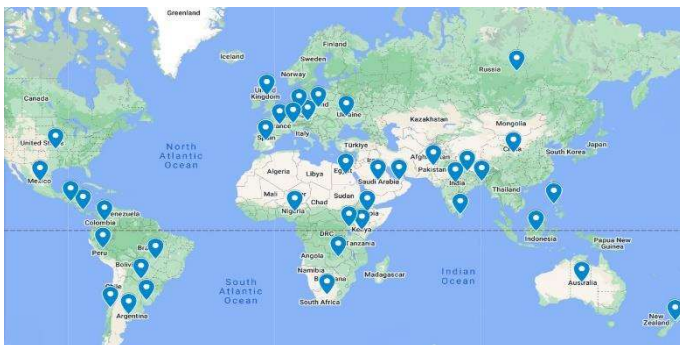 Greenland
Iceland
Finland
Sweden
Norway
Russia
Canada
United
Kingdom
Ukraine
Kazakhstan
Mongolia
France
Spain
Italy
Türkiye
China
South Korea
Japan
United States
North
Atlantic
Ocean
Afghanistan
Pakistan
Algeria
Libya
Egypt
Saudi Arabia
India
Mexico
Mali
Niger
Chad
Sudan
Thailand
Nigeria
Venezuela
Colombia
Kenya
DRC
Tanzania
Indonesia
Papua New
Guinea
Peru
Brazil
Angola
Namibia
Madagascar
Indian
Ocean
Bolivia
South
Atlantic
Ocean
Chile
South Africa
Australia
Argentina
New
Zealand